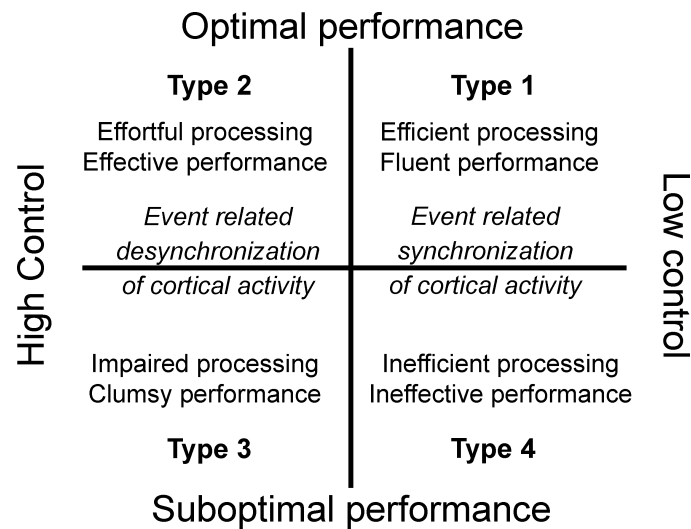 Optimal performance
Type 2
Effortful processing
Effective performance
Event related
desynchronization
of cortical activity
Type 1
Efficient processing
Fluent performance
Event related
synchronization
of cortical activity
High Control
Low control
Impaired processing
Clumsy performance
Type 3
Inefficient processing
Ineffective performance
Type 4
Suboptimal performance